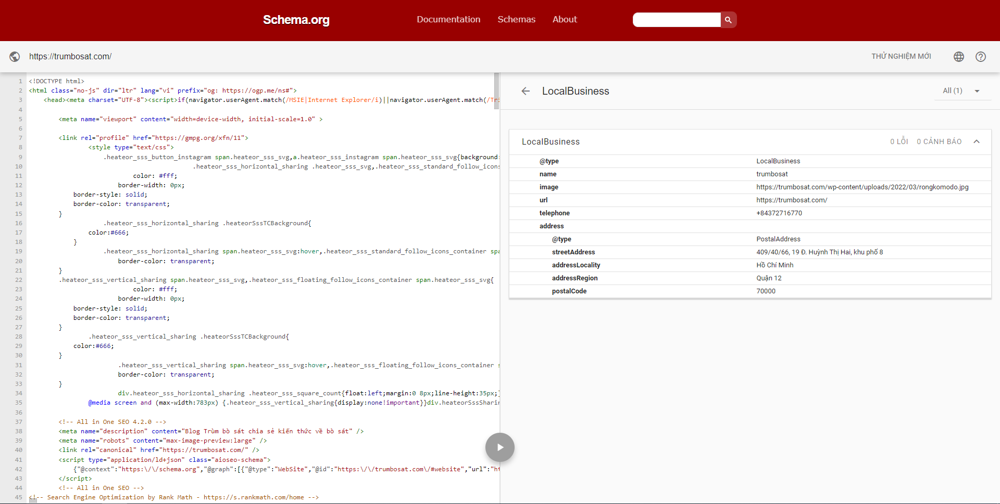 Schema.org
Documentation Schemas About
https://trumbosat.com/
THỬ NGHIỆM MỚI
1 <!DOCTYPE html>
2 <html class="no-js" dir="ltr" lang="vi" prefix="og: https://ogp.me/ns#">
3 <head><meta charset="UTF-8"><script>if(navigator.userAgent.match(/MSIE|Internet Explorer/i)||navigator.userAgent.match(/Tri
4
5 <meta name="viewport" content="width=device-width, initial-scale=1.0" >
6
7 <link rel="profile" href="https://gmpg.org/xfn/11">
8 <style type="text/css">
9 .heateor_sss_button_instagram span.heateor_sss_svg,a.heateor_sss_instagram span.heateor_sss_svg{background:
10 .heateor_sss_horizontal_sharing .heateor_sss_svg,.heateor_sss_standard_follow_icons
11 color: #fff;
12 border-width: 0px;
13 border-style: solid;
14 border-color: transparent;
15 }
16 .heateor_sss_horizontal_sharing .heateorSssTCBackground{
17 color:#666;
18 }
19 .heateor_sss_horizontal_sharing span.heateor_sss_svg:hover,.heateor_sss_standard_follow_icons_container spa
20 border-color: transparent;
21 }
22 .heateor_sss_vertical_sharing span.heateor_sss_svg,.heateor_sss_floating_follow_icons_container span.heateor_sss_svg{
23 color: #fff;
24 border-width: 0px;
25 border-style: solid;
26 border-color: transparent;
27 }
28 .heateor_sss_vertical_sharing .heateorSssTCBackground{
29 color:#666;
30 }
31 .heateor_sss_vertical_sharing span.heateor_sss_svg:hover,.heateor_sss_floating_follow_icons_container s
32 border-color: transparent;
33 }
34 div.heateor_sss_horizontal_sharing .heateor_sss_square_count{float:left;margin:0 8px;line-height:35px;}
35 @media screen and (max-width:783px) {.heateor_sss_vertical_sharing{display:none!important}}div.heateorSssSharin
36
37 <!-- All in One SEO 4.2.0 -->
38 <meta name="description" content="Blog Trùm bò sát chia sẻ kiến thức về bò sát" />
39 <meta name="robots" content="max-image-preview:large" />
40 <link rel="canonical" href="https://trumbosat.com/" />
41 <script type="application/ld+json" class="aioseo-schema">
42 {"@context":"https:\/\/schema.org","@graph":[{"@type":"WebSite","@id":"https:\/\/trumbosat.com\/#website","url":"ht
43 </script>
44 <!-- All in One SEO -->
45 <!-- Search Engine Optimization by Rank Math - https://s.rankmath.com/home -->
LocalBusiness
All (1)
LocalBusiness 0 LỖI 0 CẢNH BÁO
@type LocalBusiness
name trumbosat
image https://trumbosat.com/wp-content/uploads/2022/03/rongkomodo.jpg
url https://trumbosat.com/
telephone +84372716770
address
@type PostalAddress
streetAddress 409/40/66, 19 Đ. Huỳnh Thị Hai, khu phố 8
addressLocality Hồ Chí Minh
addressRegion Quận 12
postalCode 70000